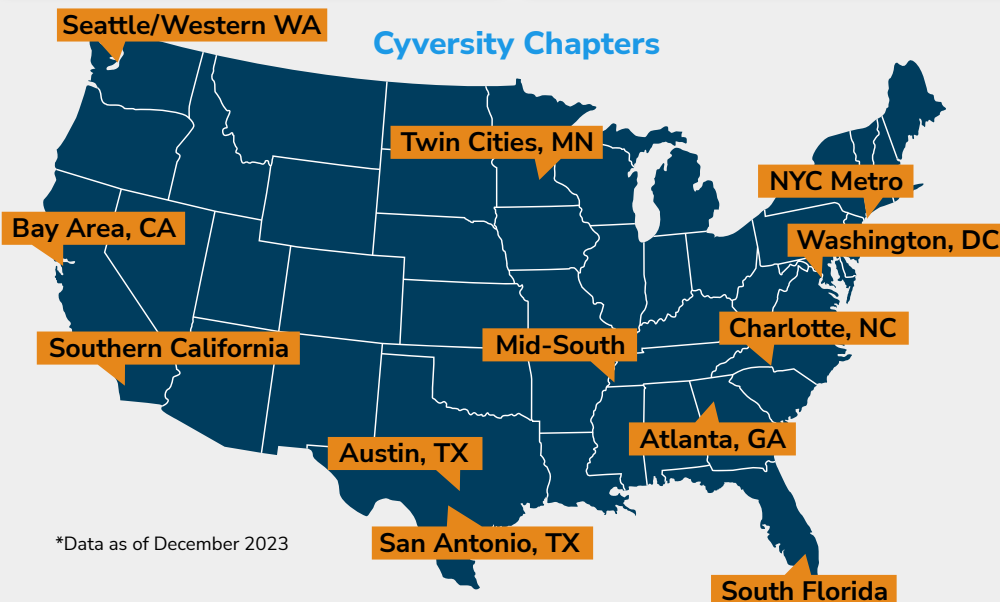 Seattle/Western WA
Cyversity Chapters
Twin Cities, MN
NYC Metro
Bay Area, CA
Washington, DC
Charlotte, NC
Southern California
Mid-South
Atlanta, GA
Austin, TX
*Data as of December 2023
San Antonio, TX
South Florida